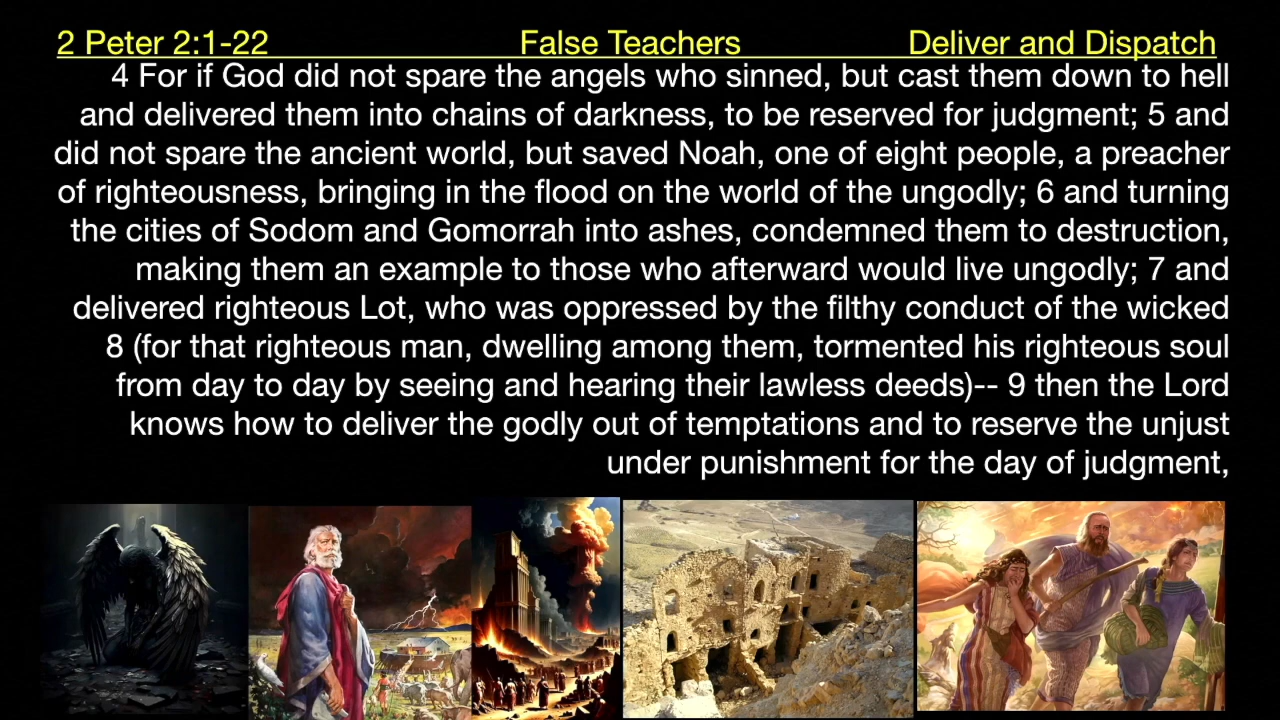 2 Peter 2:1-22 False Teachers Deliver and Dispatch
4 For if God did not spare the angels who sinned, but cast them down to hell
and delivered them into chains of darkness, to be reserved for judgment; 5 and
did not spare the ancient world, but saved Noah, one of eight people, a preacher
of righteousness, bringing in the flood on the world of the ungodly; 6 and turning
the cities of Sodom and Gomorrah into ashes, condemned them to destruction,
making them an example to those who afterward would live ungodly; 7 and
delivered righteous Lot, who was oppressed by the filthy conduct of the wicked
8 (for that righteous man, dwelling among them, tormented his righteous soul
from day to day by seeing and hearing their lawless deeds)-- 9 then the Lord
knows how to deliver the godly out of temptations and to reserve the unjust
under punishment for the day of judgment,